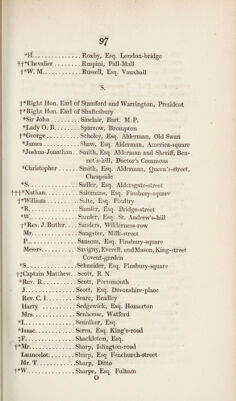 97
*H............... Roxby, Esq. London-bridge
††*Chevalier........ Ruspini, Pall-Mall
†*W. M............ Russell, Esq. Vauxhall
S.
†*Right Hon. Earl of Stamford and Warrington, President
†*Right Hon. Earl of Shaftesbury
*Sir John......... Sinclair, Bart. M P.
*Lady O. B........ Sparrow, Brompton
†*George.......... Scholey, Esq. Alderman, Old Swan
*James........... Shaw, Esq. Alderman, America-square
*Joshua-Jonathan.. Smith, Esq. Alderman and Sheriff, Benet's-hill, Doctor's Commons
*Christopher...... Smith, Esq. Alderman, Queen's-street, Cheapside
*S............... Sadler, Esq. Aldersgate-street
††*Nathan........ Salomons, Esq. Finsbury-square
†*William......... Salte, Esq. Poultry
*R............... Sander, Esq. Bridge-street
*W............... Sander, Esq. St. Andrew's-hill
†*Rev. J. Butler... Sanders, Wilderness-row
Mr............... Sangster, Milk-street
P................ Sansom, Esq. Finsbury-square
Messrs........... Savigny, Everell, and Mason, King-street Covent-garden
*S............... Schneider, Esq. Finsbury-square
††Captain Matthew.. Scott, R. N.
*Rev. R........... Scott, Portsmouth
J................ Scott, Esq. Devonshire-place
Rev. C. I......... Seare, Bradley
Harry............ Sedgewick, Esq. Homerton
Mrs.............. Senhouse, Watford
*I............... Esq.
*Isaac........... Serra, Esq. King's-road
F............... Shackleton, Esq.
†*Mr............. Sharp, Islington-road
Launcelot........ Sharp, Esq Fenchurch-street
Mr. T............ Sharp, Ditto
†*W.............. Sharpe, Esq. Fulham
O